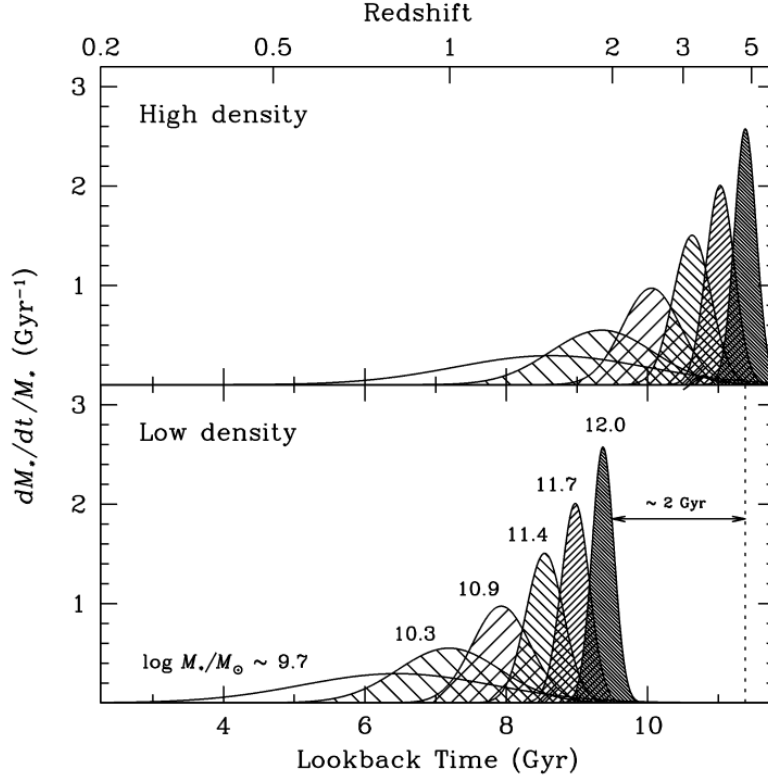 Redshift
0.2 0.5 1 2 3 5
3
High density
2
1
dM⋆/dt/M⋆ (Gyr⁻¹)
3
Low density
12.0
11.7
~ 2 Gyr
2
11.4
10.9
1
10.3
log M⋆/M⊙ ~ 9.7
4 6 8 10
Lookback Time (Gyr)